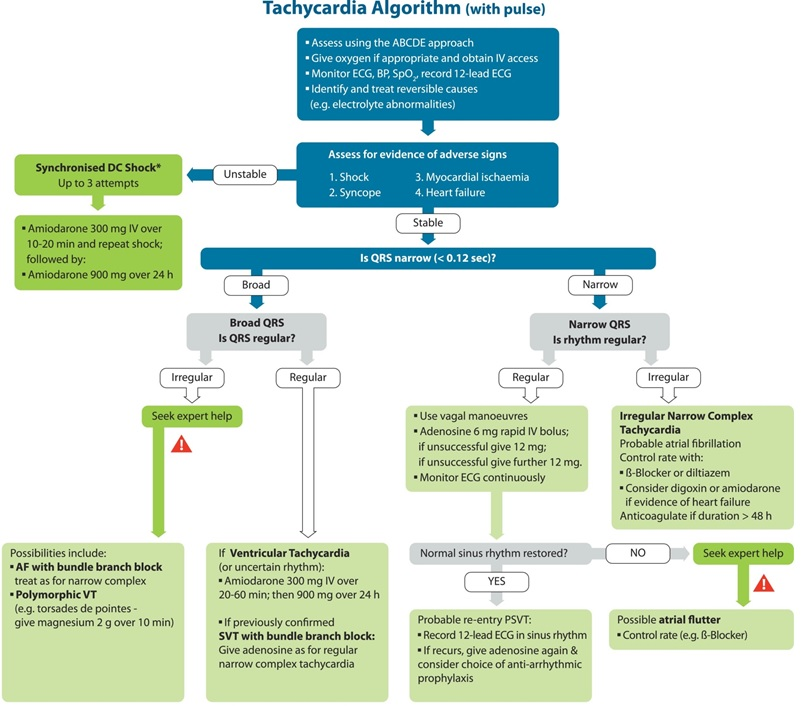 Tachycardia Algorithm (with pulse)
▪ Assess using the ABCDE approach
▪ Give oxygen if appropriate and obtain IV access
▪ Monitor ECG, BP, SpO2, record 12-lead ECG
▪ Identify and treat reversible causes
(e.g. electrolyte abnormalities)
Assess for evidence of adverse signs
1. Shock 3. Myocardial ischaemia
2. Syncope 4. Heart failure
Unstable
Synchronised DC Shock*
Up to 3 attempts
▪ Amiodarone 300 mg IV over
10-20 min and repeat shock;
followed by:
▪ Amiodarone 900 mg over 24 h
Stable
Is QRS narrow (< 0.12 sec)?
Broad
Narrow
Broad QRS
Is QRS regular?
Narrow QRS
Is rhythm regular?
Irregular
Regular
Regular
Irregular
Seek expert help
▪ Use vagal manoeuvres
▪ Adenosine 6 mg rapid IV bolus;
if unsuccessful give 12 mg;
if unsuccessful give further 12 mg.
▪ Monitor ECG continuously
Irregular Narrow Complex
Tachycardia
Probable atrial fibrillation
Control rate with:
▪ ß-Blocker or diltiazem
▪ Consider digoxin or amiodarone
if evidence of heart failure
Anticoagulate if duration > 48 h
Possibilities include:
▪ AF with bundle branch block
treat as for narrow complex
▪ Polymorphic VT
(e.g. torsades de pointes -
give magnesium 2 g over 10 min)
If Ventricular Tachycardia
(or uncertain rhythm):
▪ Amiodarone 300 mg IV over
20-60 min; then 900 mg over 24 h
▪ If previously confirmed
SVT with bundle branch block:
Give adenosine as for regular
narrow complex tachycardia
Normal sinus rhythm restored?
NO
Seek expert help
YES
Probable re-entry PSVT:
▪ Record 12-lead ECG in sinus rhythm
▪ If recurs, give adenosine again &
consider choice of anti-arrhythmic
prophylaxis
Possible atrial flutter
▪ Control rate (e.g. ß-Blocker)